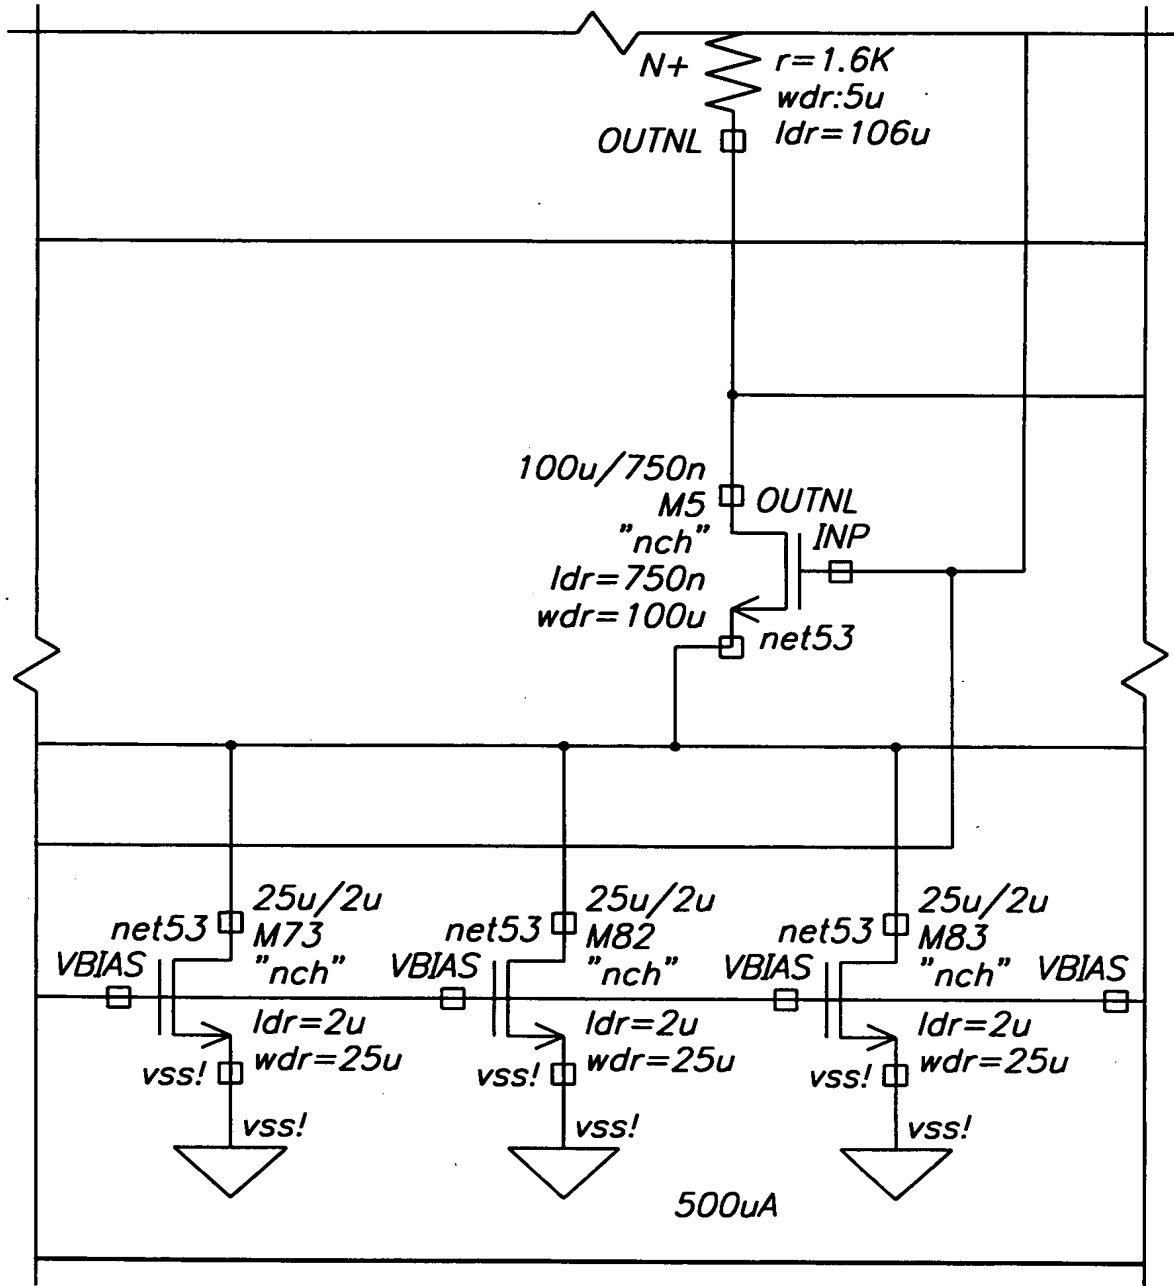 N+
r=1.6K
wdr:5u
ldr=106u
OUTNL
100u/750n
M5
OUTNL
"nch"
INP
ldr=750n
wdr=100u
net53
25u/2u
net53
M73
VBIAS
"nch"
ldr=2u
wdr=25u
vss!
vss!
25u/2u
net53
M82
VBIAS
"nch"
ldr=2u
wdr=25u
vss!
vss!
25u/2u
net53
M83
VBIAS
"nch"
ldr=2u
wdr=25u
vss!
vss!
VBIAS
500uA